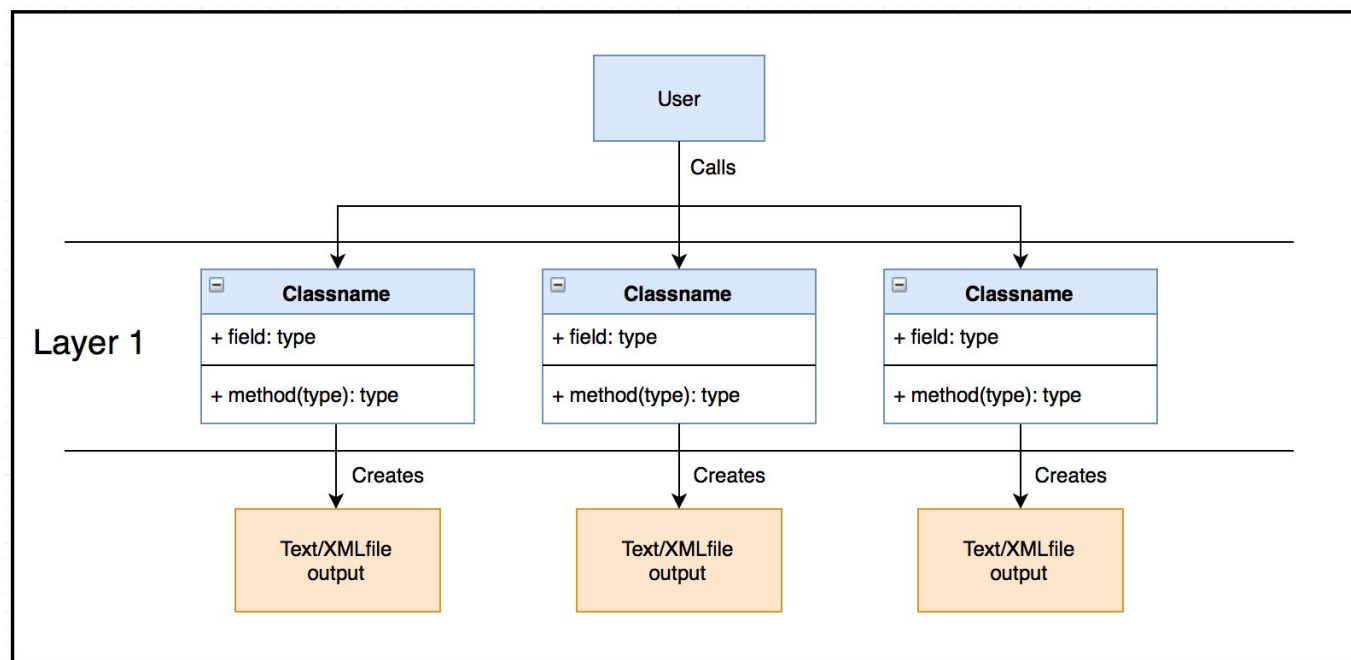 User
Calls
Classname
Classname
Classname
Layer 1
+ field: type
+ field: type
+ field: type
+ method(type): type
+ method(type): type
+ method(type): type
Creates
Creates
Creates
Text/XMLfile
output
Text/XMLfile
output
Text/XMLfile
output